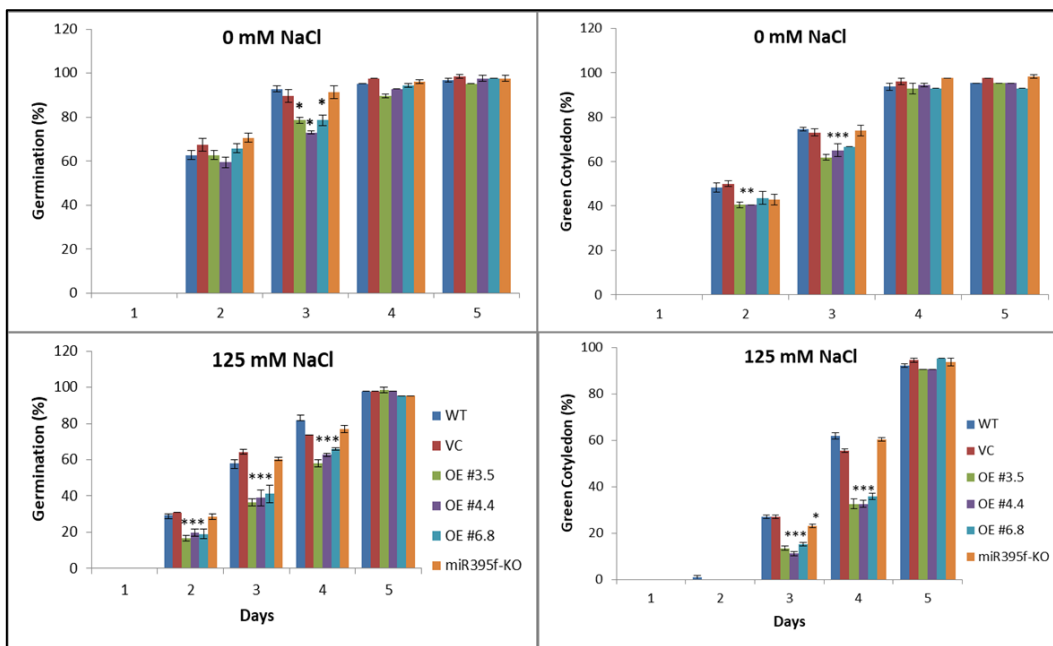 0 mM NaCl
Germination (%)
120
100
80
60
40
20
0
* * *
1 2 3 4 5
0 mM NaCl
Green Cotyledon (%)
120
100
80
60
40
20
0
**
***
1 2 3 4 5
125 mM NaCl
Germination (%)
120
100
80
60
40
20
0
***
***
***
1 2 3 4 5
Days
WT
VC
OE #3.5
OE #4.4
OE #6.8
miR395f-KO
125 mM NaCl
Green Cotyledon (%)
100
80
60
40
20
0
*** *
***
1 2 3 4 5
Days
WT
VC
OE #3.5
OE #4.4
OE #6.8
miR395f-KO